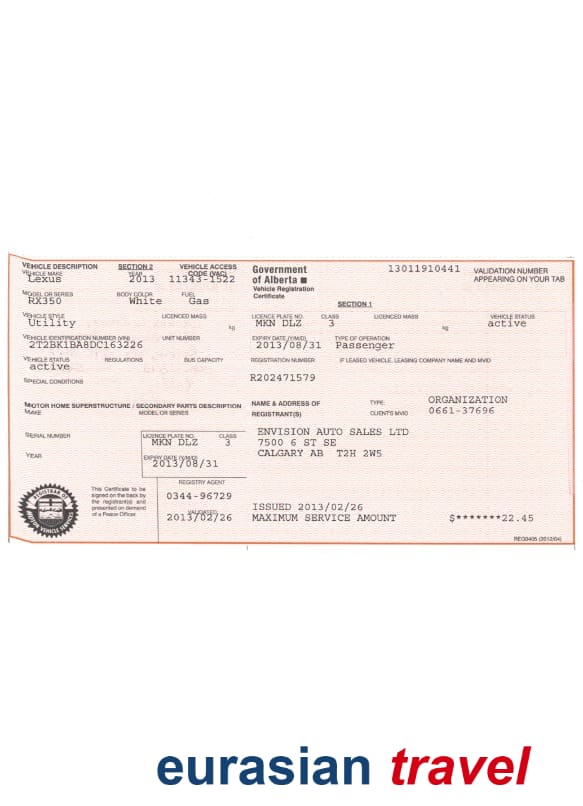 VEHICLE DESCRIPTION SECTION 2 VEHICLE ACCESS CODE (VAC)
VEHICLE MAKE YEAR
Lexus 2013 11343-1522
MODEL OR SERIES BODY COLOR FUEL
RX350 White Gas
VEHICLE STYLE LICENCED MASS
Utility kg
VEHICLE IDENTIFICATION NUMBER (VIN) UNIT NUMBER
2T2BK1BA8DC163226
VEHICLE STATUS REGULATIONS BUS CAPACITY
active
SPECIAL CONDITIONS
MOTOR HOME SUPERSTRUCTURE / SECONDARY PARTS DESCRIPTION
MAKE MODEL OR SERIES
SERIAL NUMBER
YEAR
LICENCE PLATE NO. CLASS
MKN DLZ 3
EXPIRY DATE (Y/M/D)
2013/08/31
This Certificate to be
signed on the back by
the registrant(s) and
presented on demand
of a Peace Officer.
REGISTRY AGENT
0344-96729
VALIDATED
2013/02/26
REGISTRAR OF
MOTOR VEHICLE SERVICES
Government
of Alberta
Vehicle Registration
Certificate
13011910441
VALIDATION NUMBER
APPEARING ON YOUR TAB
SECTION 1
LICENCE PLATE NO. CLASS LICENCED MASS VEHICLE STATUS
MKN DLZ 3 kg active
EXPIRY DATE (Y/M/D) TYPE OF OPERATION
2013/08/31 Passenger
REGISTRATION NUMBER IF LEASED VEHICLE, LEASING COMPANY NAME AND MVID
R202471579
NAME & ADDRESS OF TYPE: ORGANIZATION
REGISTRANT(S) CLIENT'S MVID 0661-37696
ENVISION AUTO SALES LTD
7500 6 ST SE
CALGARY AB T2H 2W5
ISSUED 2013/02/26
MAXIMUM SERVICE AMOUNT $*******22.45
REG0405 (2012/04)
eurasian travel